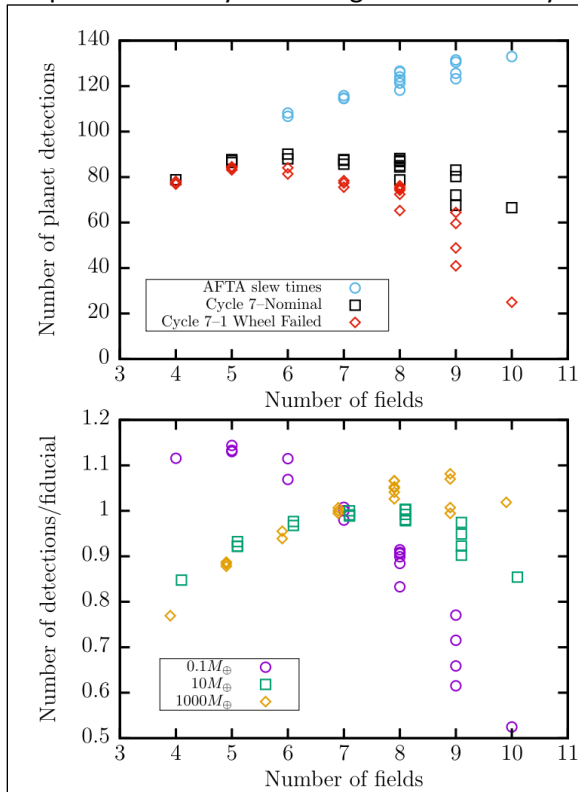 140
120
100
80
60
40
20
0
Number of planet detections
AFTA slew times
Cycle 7–Nominal
Cycle 7–1 Wheel Failed
3 4 5 6 7 8 9 10 11
Number of fields
1.2
1.1
1
0.9
0.8
0.7
0.6
0.5
Number of detections/fiducial
0.1M⊕
10M⊕
1000M⊕
3 4 5 6 7 8 9 10 11
Number of fields